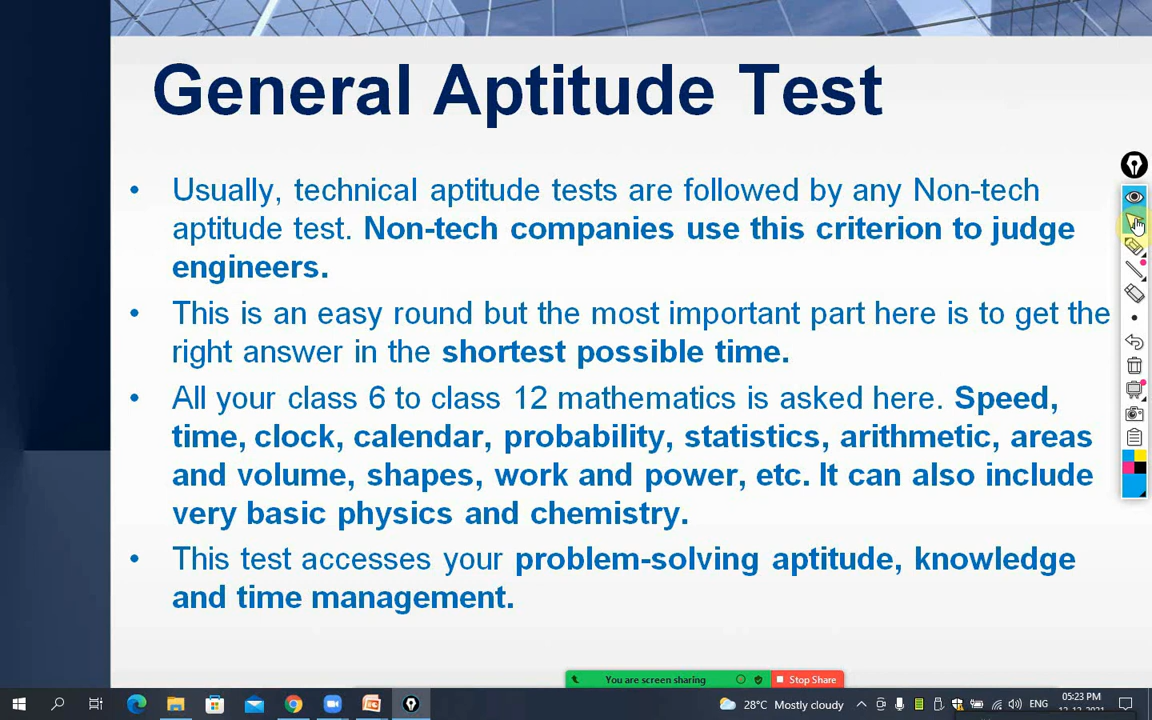 General Aptitude Test
• Usually, technical aptitude tests are followed by any Non-tech
aptitude test. Non-tech companies use this criterion to judge
engineers.
• This is an easy round but the most important part here is to get the
right answer in the shortest possible time.
• All your class 6 to class 12 mathematics is asked here. Speed,
time, clock, calendar, probability, statistics, arithmetic, areas
and volume, shapes, work and power, etc. It can also include
very basic physics and chemistry.
• This test accesses your problem-solving aptitude, knowledge
and time management.
You are screen sharing Stop Share
28°C Mostly cloudy ENG 05:23 PM